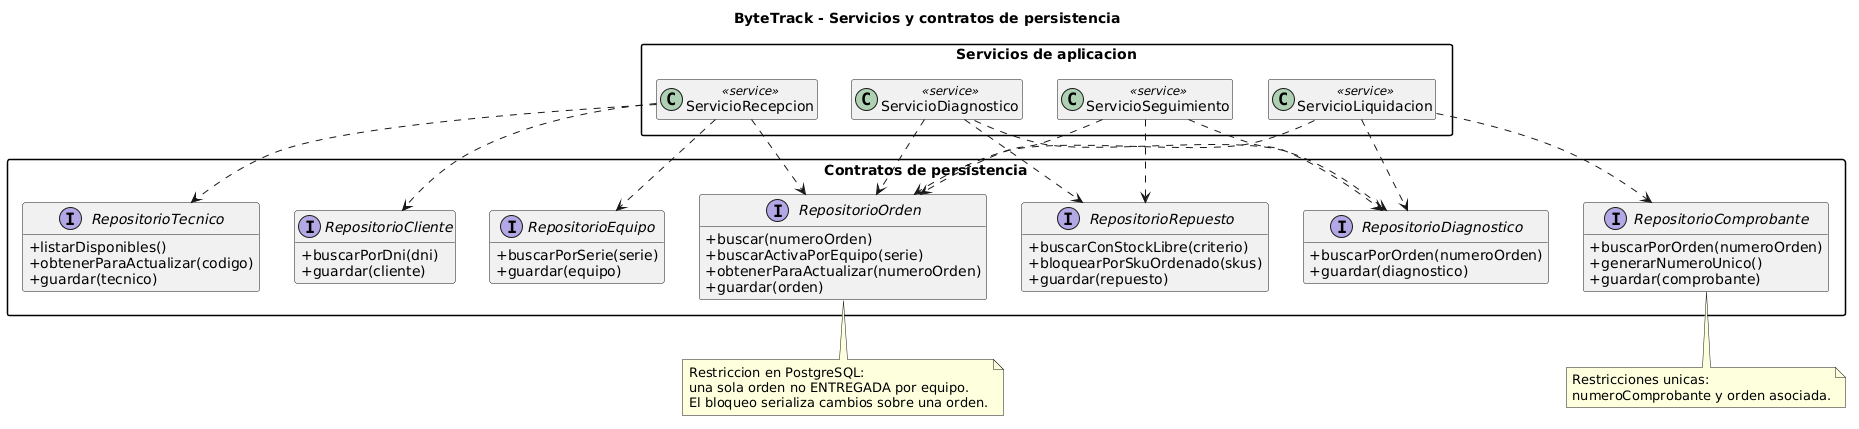 ByteTrack - Servicios y contratos de persistencia
Servicios de aplicacion
«service»
C ServicioRecepcion
«service»
C ServicioDiagnostico
«service»
C ServicioSeguimiento
«service»
C ServicioLiquidacion
Contratos de persistencia
I RepositorioTecnico
+listarDisponibles()
+obtenerParaActualizar(codigo)
+guardar(tecnico)
I RepositorioCliente
+buscarPorDni(dni)
+guardar(cliente)
I RepositorioEquipo
+buscarPorSerie(serie)
+guardar(equipo)
I RepositorioOrden
+buscar(numeroOrden)
+buscarActivaPorEquipo(serie)
+obtenerParaActualizar(numeroOrden)
+guardar(orden)
I RepositorioRepuesto
+buscarConStockLibre(criterio)
+bloquearPorSkuOrdenado(skus)
+guardar(repuesto)
I RepositorioDiagnostico
+buscarPorOrden(numeroOrden)
+guardar(diagnostico)
I RepositorioComprobante
+buscarPorOrden(numeroOrden)
+generarNumeroUnico()
+guardar(comprobante)
Restriccion en PostgreSQL:
una sola orden no ENTREGADA por equipo.
El bloqueo serializa cambios sobre una orden.
Restricciones unicas:
numeroComprobante y orden asociada.